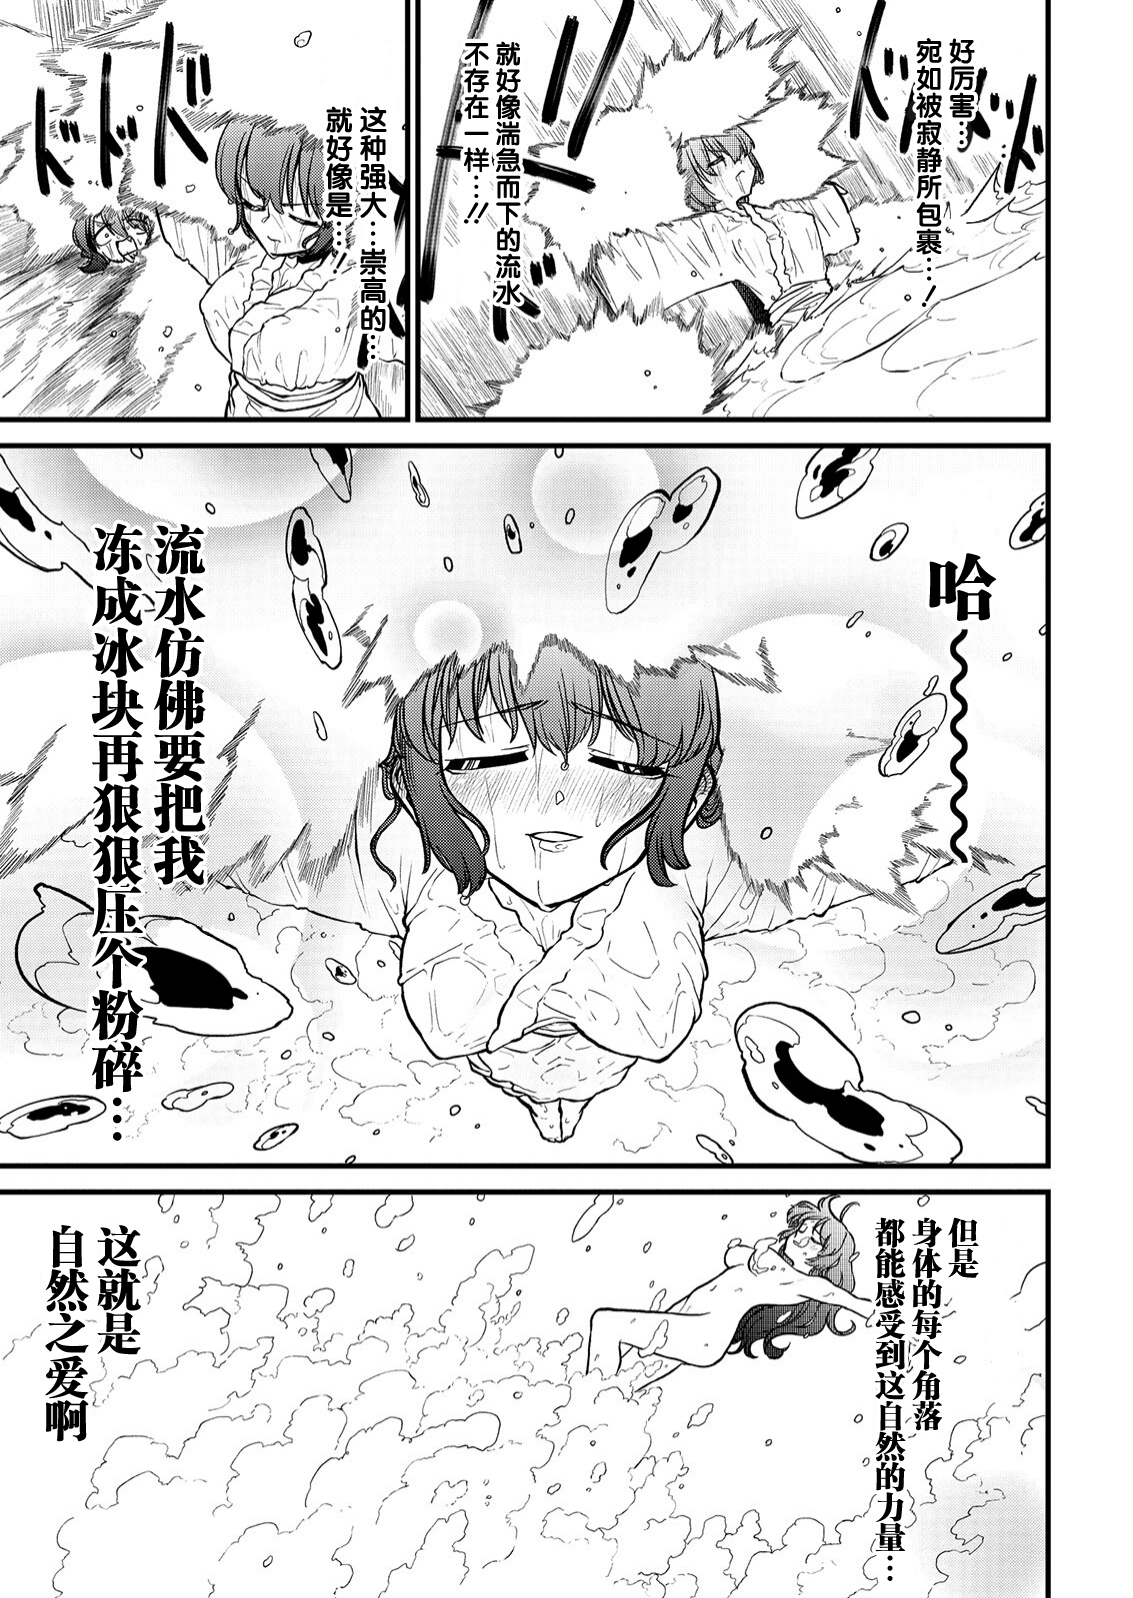 好厉害…
宛如被寂静所包裹…！
就好像湍急而下的流水
不存在一样…!!
ドドドド
这种强大…崇高的…
就好像是…！
ドドド
哈～～～
流水仿佛要把我
冻成冰块再狠狠压个粉碎…
但是
身体的每个角落
都能感受到这自然的力量…
这就是
自然之爱啊